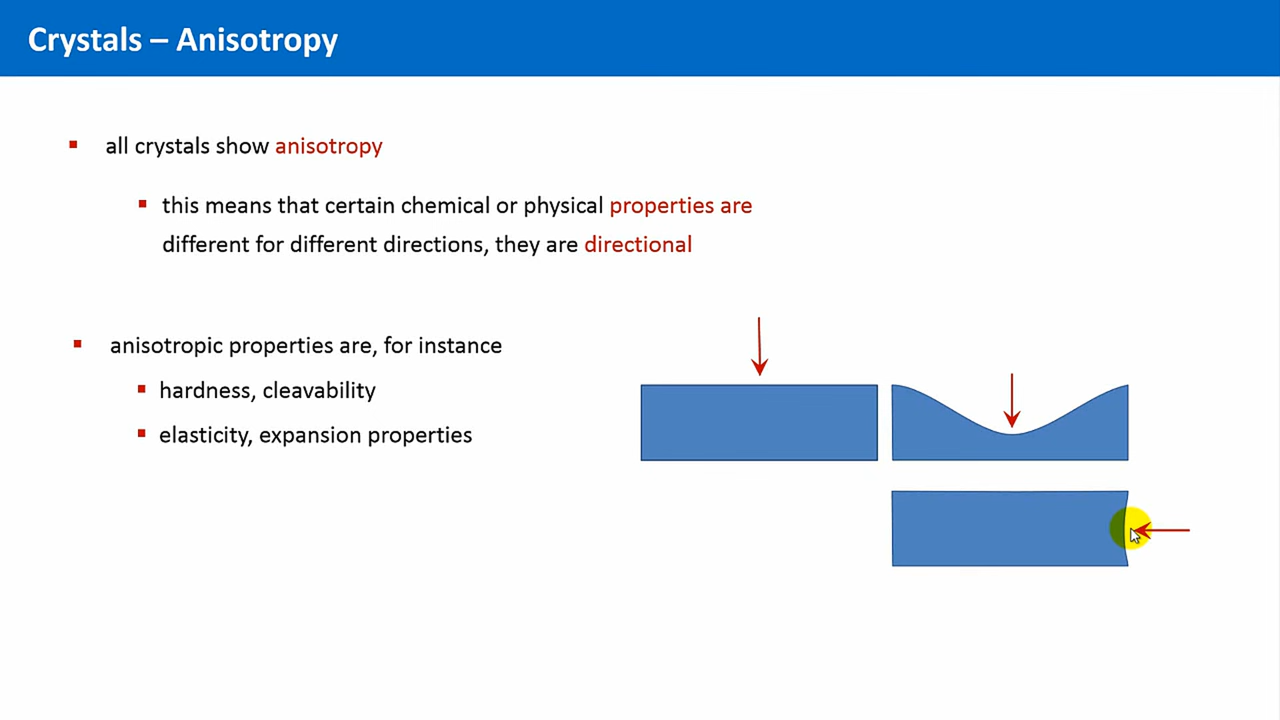 Crystals – Anisotropy
all crystals show anisotropy
this means that certain chemical or physical properties are
different for different directions, they are directional
anisotropic properties are, for instance
hardness, cleavability
elasticity, expansion properties